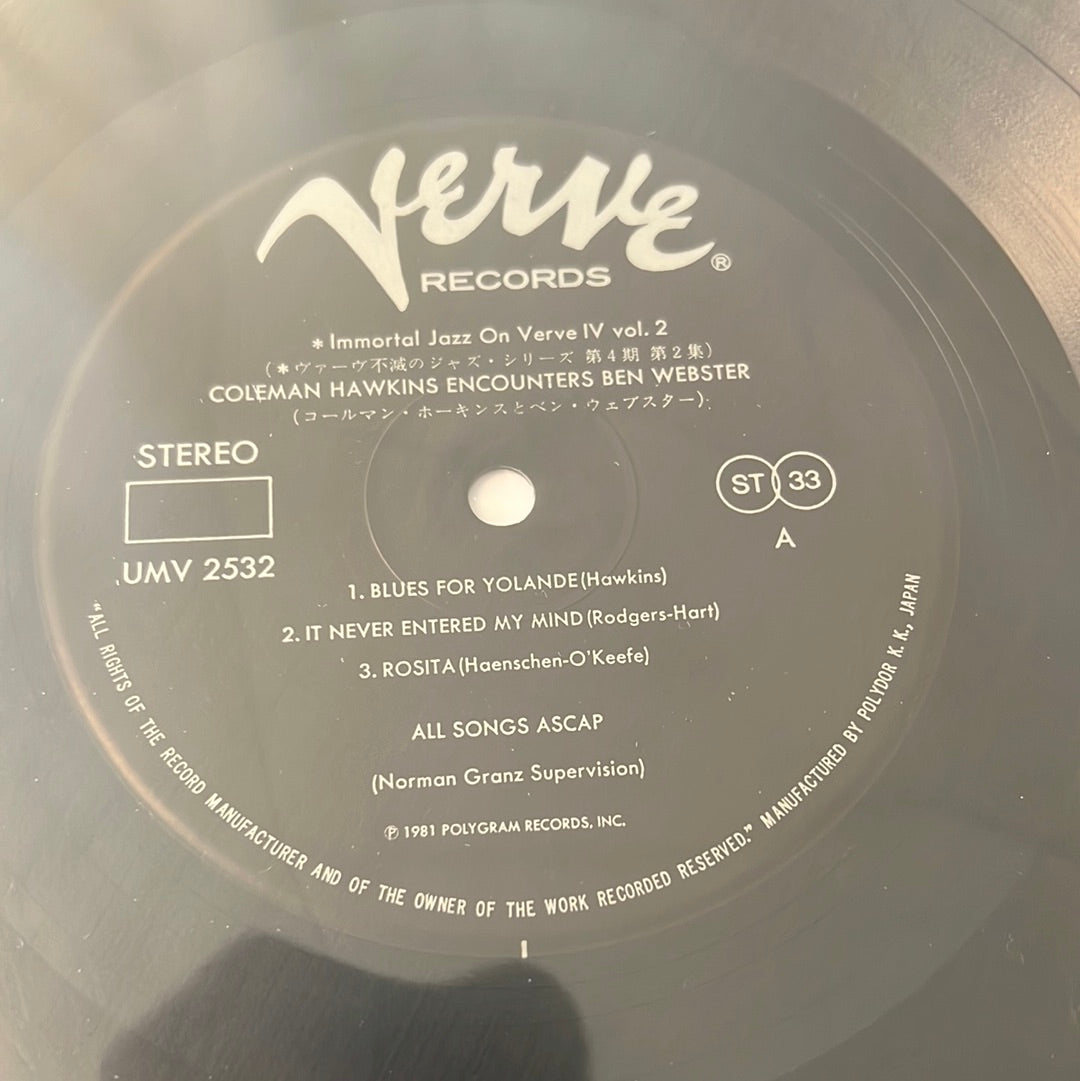 Verve ®
RECORDS
* Immortal Jazz On Verve IV vol. 2
(*ヴァーヴ不滅のジャズ・シリーズ 第4期 第2集)
COLEMAN HAWKINS ENCOUNTERS BEN WEBSTER
(コールマン・ホーキンスとベン・ウェブスター)
STEREO
UMV 2532
ST 33
A
1. BLUES FOR YOLANDE (Hawkins)
2. IT NEVER ENTERED MY MIND (Rodgers-Hart)
3. ROSITA (Haenschen-O'Keefe)
ALL SONGS ASCAP
(Norman Granz Supervision)
℗ 1981 POLYGRAM RECORDS, INC.
"ALL RIGHTS OF THE RECORD MANUFACTURER AND OF THE OWNER OF THE WORK RECORDED RESERVED." MANUFACTURED BY POLYDOR K. K., JAPAN